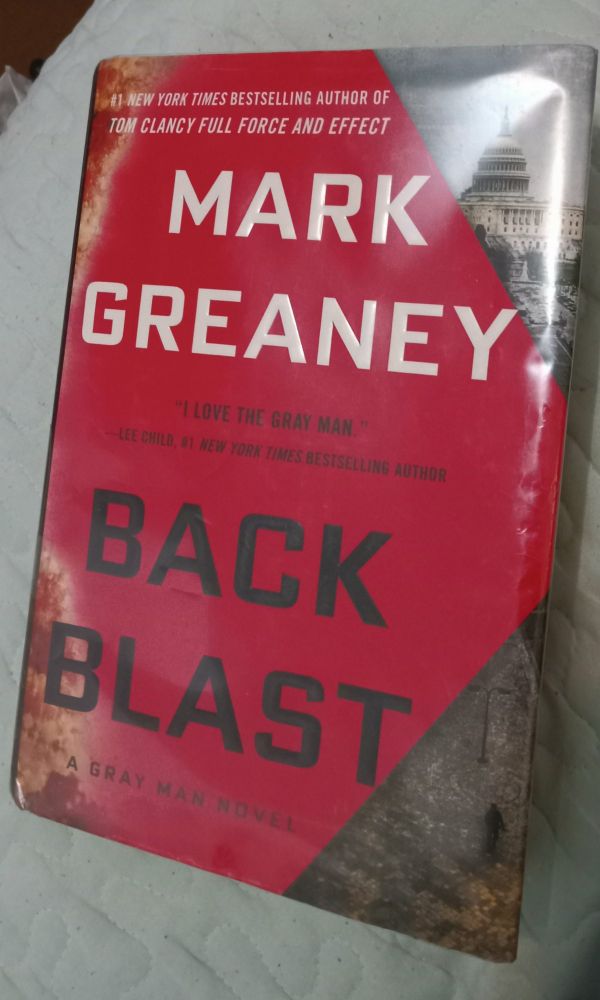 #1 NEW YORK TIMES BESTSELLING AUTHOR OF
TOM CLANCY FULL FORCE AND EFFECT
MARK
GREANEY
"I LOVE THE GRAY MAN."
—LEE CHILD, #1 NEW YORK TIMES BESTSELLING AUTHOR
BACK
BLAST
A GRAY MAN NOVEL